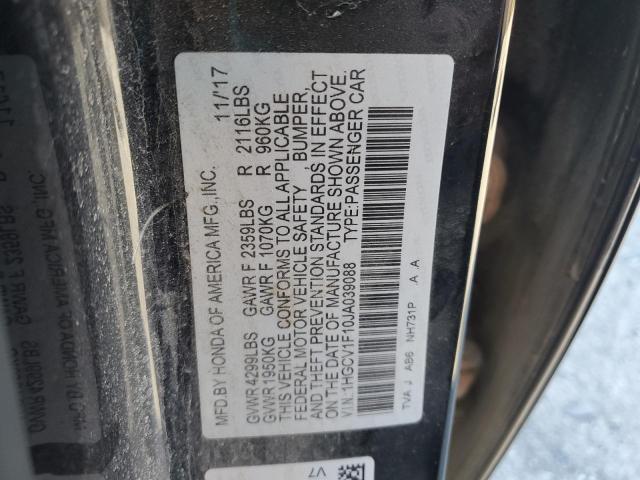 MFD.BY HONDA OF AMERICA MFG.,INC. 11/17
GVWR 4299LBS GAWR F 2359LBS R 2116LBS
GVWR 1950KG GAWR F 1070KG R 960KG
THIS VEHICLE CONFORMS TO ALL APPLICABLE
FEDERAL MOTOR VEHICLE SAFETY BUMPER,
AND THEFT PREVENTION STANDARDS IN EFFECT
ON THE DATE OF MANUFACTURE SHOWN ABOVE.
V.I.N.:1HGCV1F10JA039088 TYPE:PASSENGER CAR
TVA J AB6 NH731P A A
V7